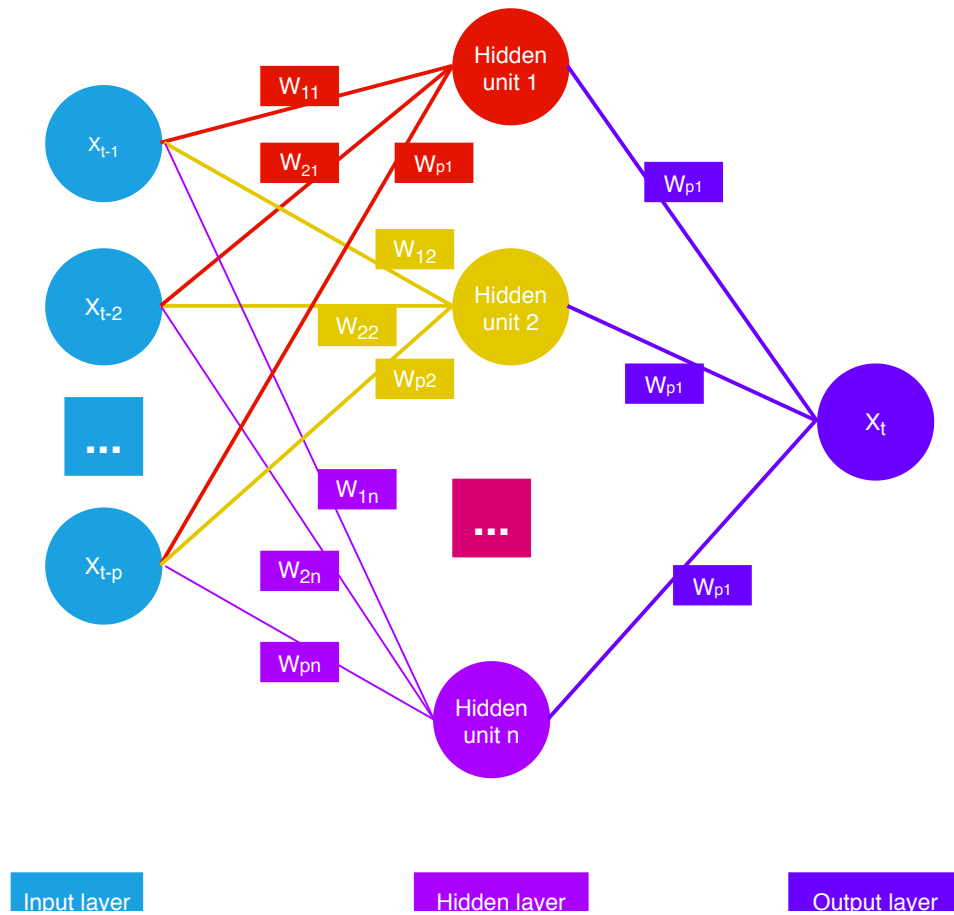 Hidden
unit 1
W₁₁
Xₜ₋₁
W₂₁
Wp1
Wp1
W₁₂
Xₜ₋₂
Hidden
unit 2
W₂₂
Wp2
Wp1
...
Xₜ
W₁ₙ
...
Xₜ₋ₚ
W₂ₙ
Wp1
Wpn
Hidden
unit n
Input layer
Hidden layer
Output layer